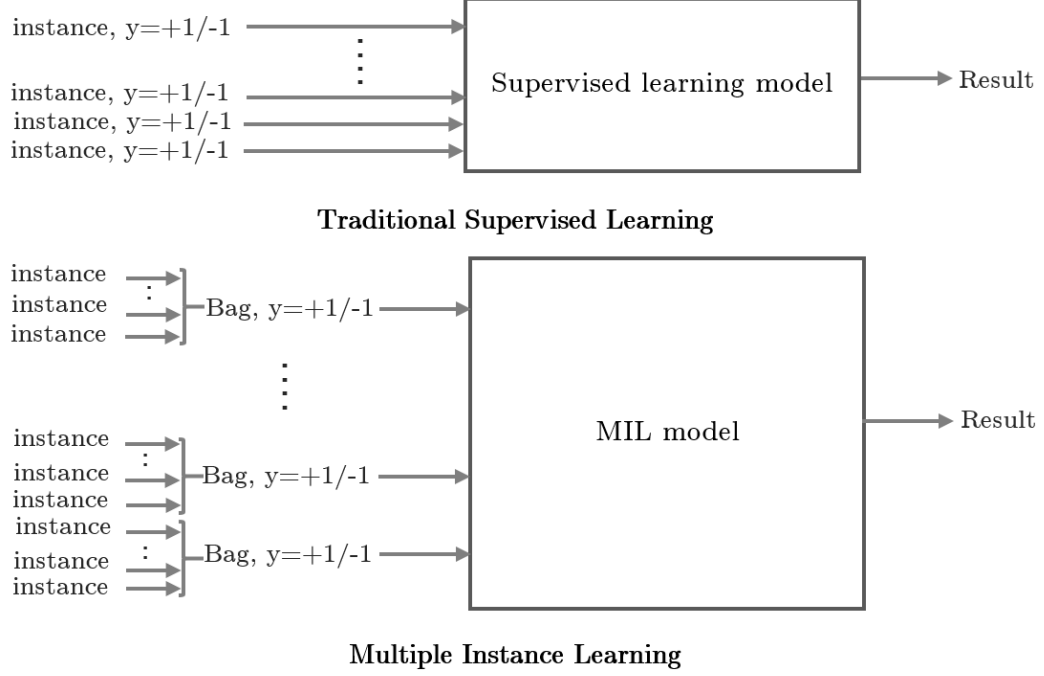 instance, y=+1/-1
instance, y=+1/-1
instance, y=+1/-1
instance, y=+1/-1
Supervised learning model
Result
Traditional Supervised Learning
instance
instance
instance
Bag, y=+1/-1
instance
instance
instance
Bag, y=+1/-1
instance
instance
instance
Bag, y=+1/-1
MIL model
Result
Multiple Instance Learning